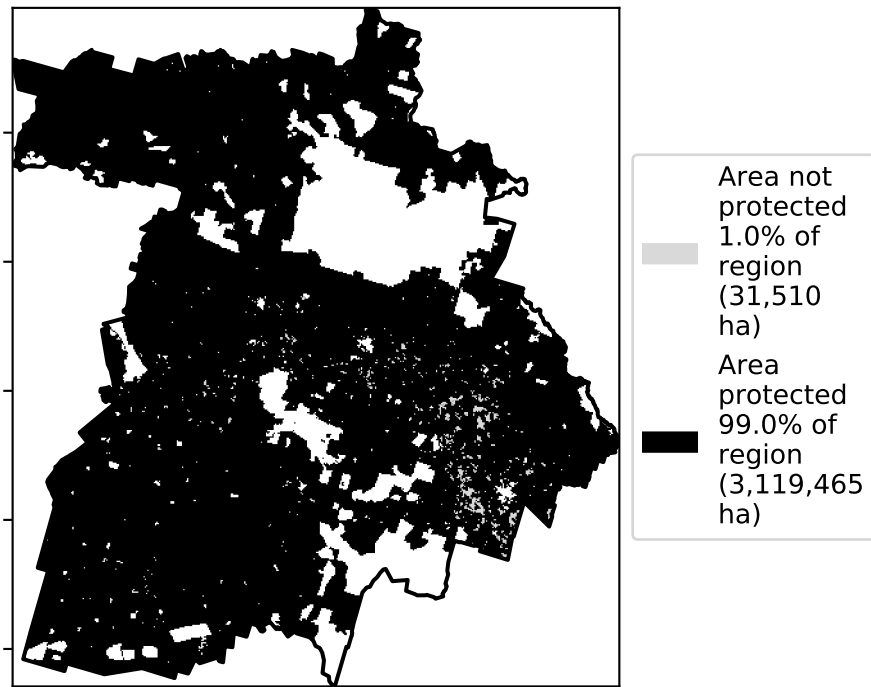 Area not
protected
1.0% of
region
(31,510
ha)
Area
protected
99.0% of
region
(3,119,465
ha)